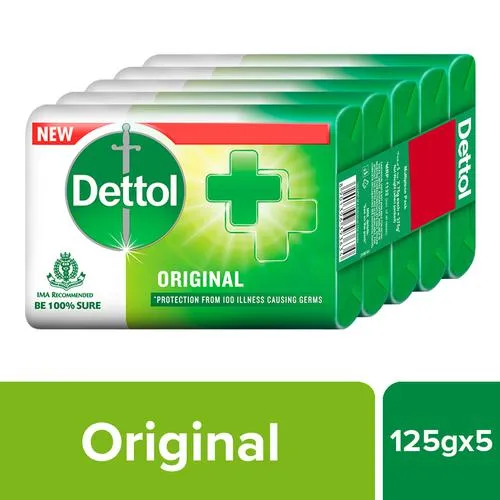 NEW
Dettol
Dettol
ORIGINAL
IMA RECOMMENDED
BE 100% SURE
*PROTECTION FROM 100 ILLNESS CAUSING GERMS
Original
125gx5